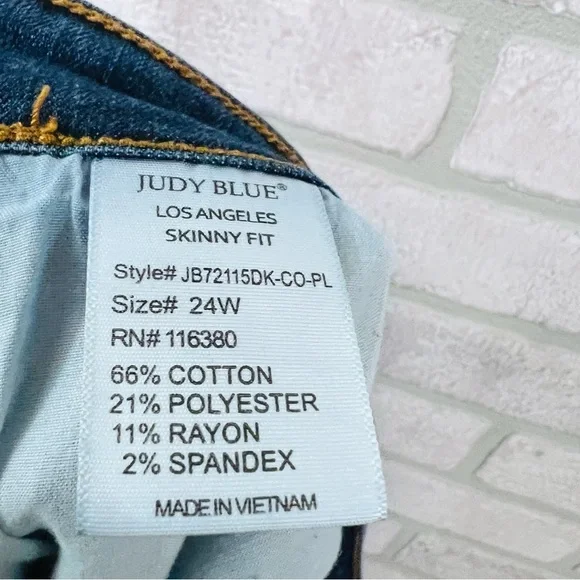 JUDY BLUE®
LOS ANGELES
SKINNY FIT
Style# JB72115DK-CO-PL
Size# 24W
RN# 116380
66% COTTON
21% POLYESTER
11% RAYON
2% SPANDEX
MADE IN VIETNAM